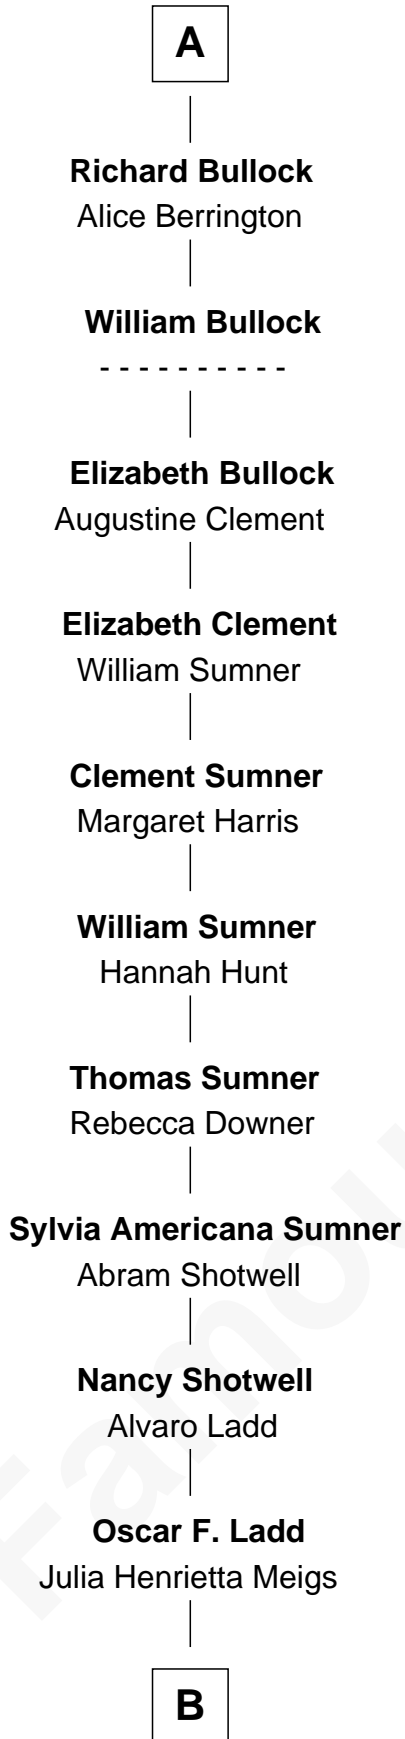 A
Richard Bullock
Alice Berrington
William Bullock
- - - - - - - - - -
Elizabeth Bullock
Augustine Clement
Elizabeth Clement
William Sumner
Clement Sumner
Margaret Harris
William Sumner
Hannah Hunt
Thomas Sumner
Rebecca Downer
Sylvia Americana Sumner
Abram Shotwell
Nancy Shotwell
Alvaro Ladd
Oscar F. Ladd
Julia Henrietta Meigs
B